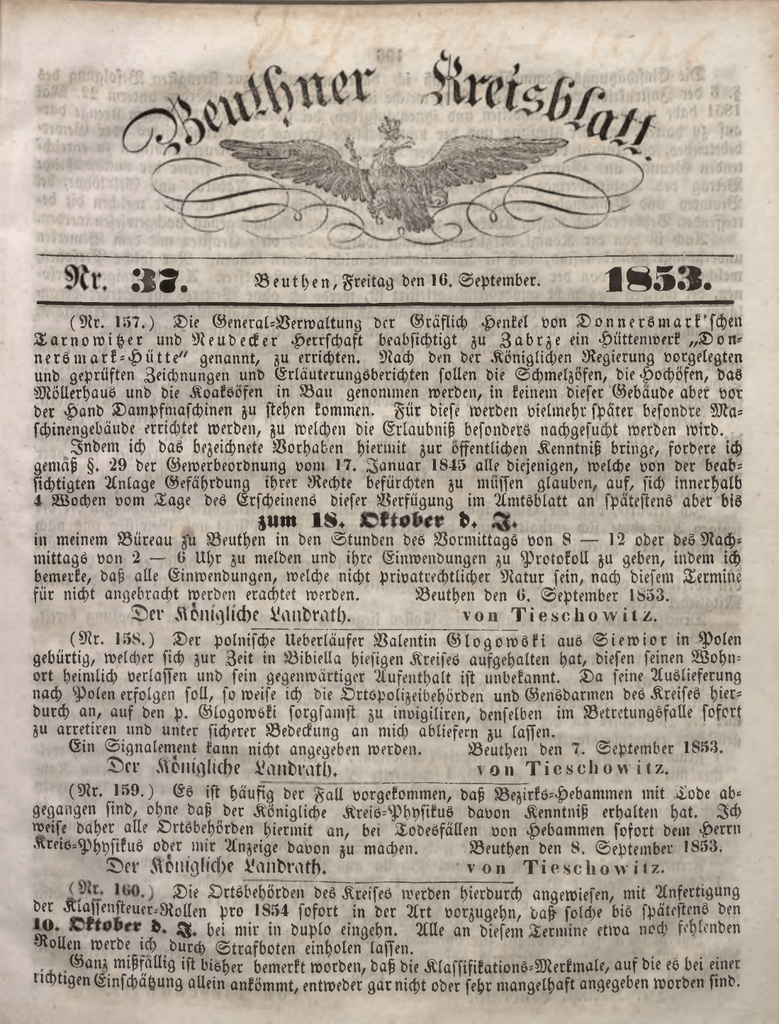 Beuthner Kreisblatt.
Nr. 37. Beuthen, Freitag den 16. September. 1853.
(Nr. 157.) Die General-Verwaltung der Gräflich Henkel von Donnersmark'schen
Tarnowitzer und Neudecker Herrschaft beabsichtigt zu Zabrze ein Hüttenwerk „Don-
nersmark-Hütte“ genannt, zu errichten. Nach den der Königlichen Regierung vorgelegten
und geprüften Zeichnungen und Erläuterungsberichten sollen die Schmelzöfen, die Hochöfen, das
Möllerhaus und die Koaksöfen in Bau genommen werden, in keinem dieser Gebäude aber vor
der Hand Dampfmaschinen zu stehen kommen. Für diese werden vielmehr später besondre Ma-
schinengebäude errichtet werden, zu welchen die Erlaubniß besonders nachgesucht werden wird.
Indem ich das bezeichnete Vorhaben hiermit zur öffentlichen Kenntniß bringe, fordere ich
gemäß §. 29 der Gewerbeordnung vom 17. Januar 1845 alle diejenigen, welche von der beab-
sichtigten Anlage Gefährdung ihrer Rechte befürchten zu müssen glauben, auf, sich innerhalb
4 Wochen vom Tage des Erscheinens dieser Verfügung im Amtsblatt an spätestens aber bis
zum 18. Oktober d. J.
in meinem Büreau zu Beuthen in den Stunden des Vormittags von 8 — 12 oder des Nach-
mittags von 2 — 6 Uhr zu melden und ihre Einwendungen zu Protokoll zu geben, indem ich
bemerke, daß alle Einwendungen, welche nicht privatrechtlicher Natur sein, nach diesem Termine
für nicht angebracht werden erachtet werden. Beuthen den 6. September 1853.
Der Königliche Landrath. von Tieschowitz.
(Nr. 158.) Der polnische Ueberläufer Valentin Glogowski aus Siewior in Polen
gebürtig, welcher sich zur Zeit in Bibiella hiesigen Kreises aufgehalten hat, diesen seinen Wohn-
ort heimlich verlassen und sein gegenwärtiger Aufenthalt ist unbekannt. Da seine Auslieferung
nach Polen erfolgen soll, so weise ich die Ortspolizeibehörden und Gensdarmen des Kreises hier-
durch an, auf den p. Glogowski sorgsamst zu invigiliren, denselben im Betretungsfalle sofort
zu arretiren und unter sicherer Bedeckung an mich abliefern zu lassen.
Ein Signalement kann nicht angegeben werden. Beuthen den 7. September 1853.
Der Königliche Landrath. von Tieschowitz.
(Nr. 159.) Es ist häufig der Fall vorgekommen, daß Bezirks-Hebammen mit Tode ab-
gegangen sind, ohne daß der Königliche Kreis-Physikus davon Kenntniß erhalten hat. Ich
weise daher alle Ortsbehörden hiermit an, bei Todesfällen von Hebammen sofort dem Herrn
Kreis-Physikus oder mir Anzeige davon zu machen. Beuthen den 8. September 1853.
Der Königliche Landrath. von Tieschowitz.
(Nr. 160.) Die Ortsbehörden des Kreises werden hierdurch angewiesen, mit Anfertigung
der Klassensteuer-Rollen pro 1854 sofort in der Art vorzugehn, daß solche bis spätestens den
10. Oktober d. J. bei mir in duplo eingehn. Alle an diesem Termine etwa noch fehlenden
Rollen werde ich durch Strafboten einholen lassen.
Ganz mißfällig ist bisher bemerkt worden, daß die Klassifikations-Merkmale, auf die es bei einer
richtigen Einschätzung allein ankömmt, entweder gar nicht oder sehr mangelhaft angegeben worden sind.